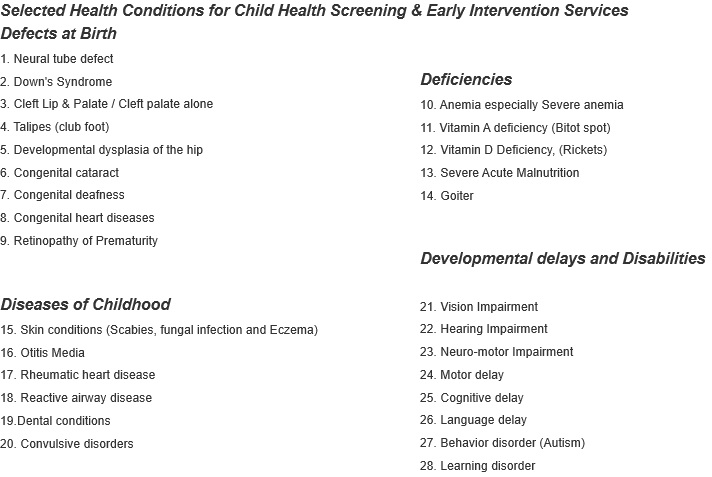 Selected Health Conditions for Child Health Screening & Early Intervention Services
Defects at Birth
1. Neural tube defect
2. Down's Syndrome
3. Cleft Lip & Palate / Cleft palate alone
4. Talipes (club foot)
5. Developmental dysplasia of the hip
6. Congenital cataract
7. Congenital deafness
8. Congenital heart diseases
9. Retinopathy of Prematurity
Deficiencies
10. Anemia especially Severe anemia
11. Vitamin A deficiency (Bitot spot)
12. Vitamin D Deficiency, (Rickets)
13. Severe Acute Malnutrition
14. Goiter
Diseases of Childhood
15. Skin conditions (Scabies, fungal infection and Eczema)
16. Otitis Media
17. Rheumatic heart disease
18. Reactive airway disease
19.Dental conditions
20. Convulsive disorders
Developmental delays and Disabilities
21. Vision Impairment
22. Hearing Impairment
23. Neuro-motor Impairment
24. Motor delay
25. Cognitive delay
26. Language delay
27. Behavior disorder (Autism)
28. Learning disorder